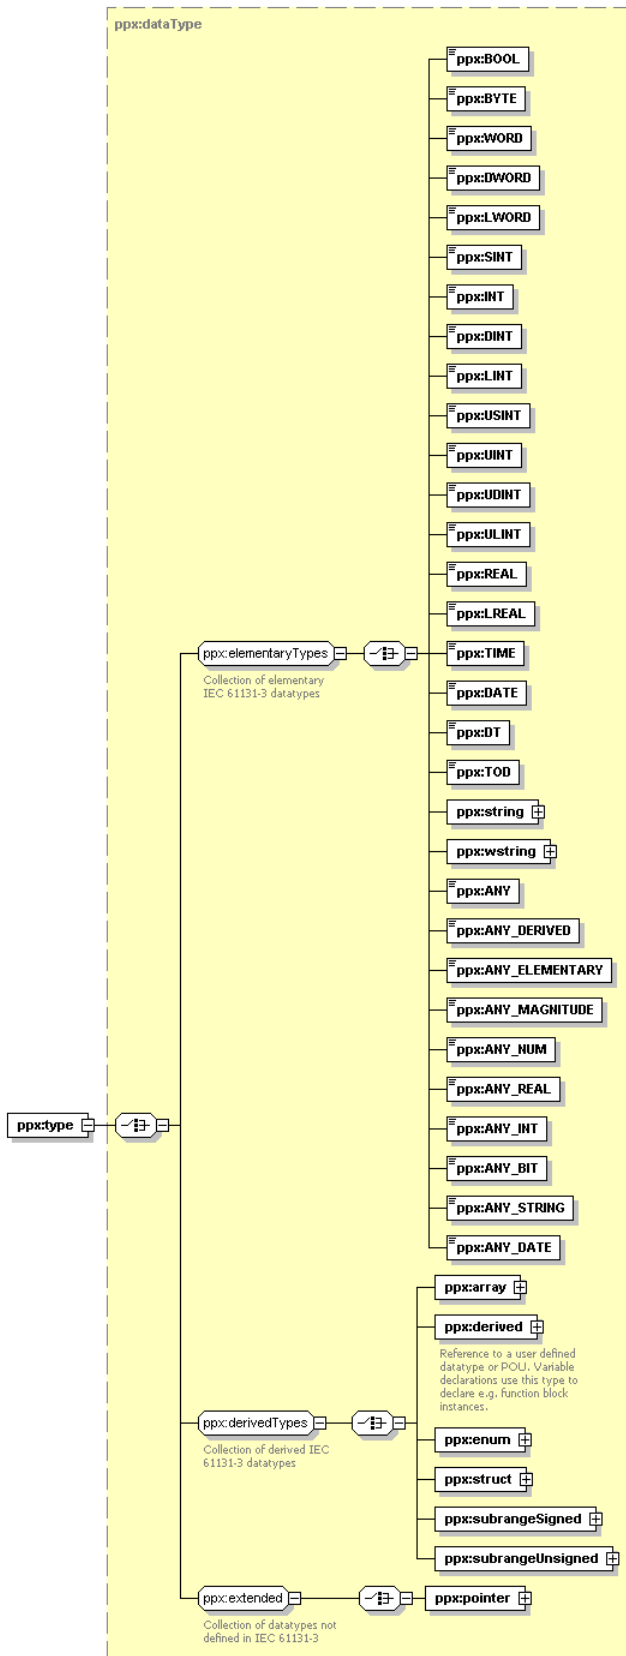 ppx:dataType
ppx:BOOL
ppx:BYTE
ppx:WORD
ppx:DWORD
ppx:LWORD
ppx:SINT
ppx:INT
ppx:DINT
ppx:LINT
ppx:USINT
ppx:UINT
ppx:UDINT
ppx:ULINT
ppx:REAL
ppx:LREAL
ppx:elementaryTypes
Collection of elementary
IEC 61131-3 datatypes
ppx:TIME
ppx:DATE
ppx:DT
ppx:TOD
ppx:string
ppx:wstring
ppx:ANY
ppx:ANY_DERIVED
ppx:ANY_ELEMENTARY
ppx:ANY_MAGNITUDE
ppx:ANY_NUM
ppx:ANY_REAL
ppx:type
ppx:ANY_INT
ppx:ANY_BIT
ppx:ANY_STRING
ppx:ANY_DATE
ppx:array
ppx:derived
Reference to a user defined
datatype or POU. Variable
declarations use this type to
declare e.g. function block
instances.
ppx:derivedTypes
Collection of derived IEC
61131-3 datatypes
ppx:enum
ppx:struct
ppx:subrangeSigned
ppx:subrangeUnsigned
ppx:extended
Collection of datatypes not
defined in IEC 61131-3
ppx:pointer